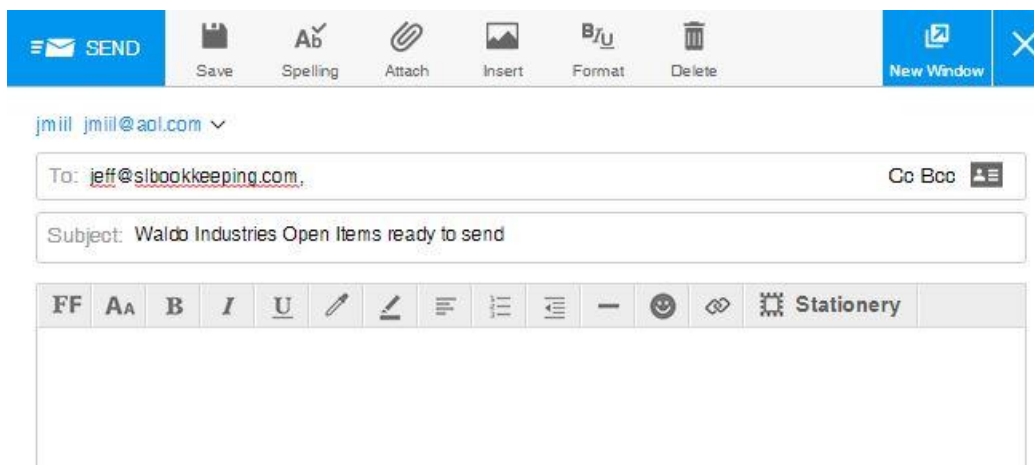 SEND
Save
Spelling
Attach
Insert
Format
Delete
New Window
jmiil jmiil@aol.com
To: jeff@slbookkeeping.com, Cc Bcc
Subject: Waldo Industries Open Items ready to send
FF AA B I U Stationery